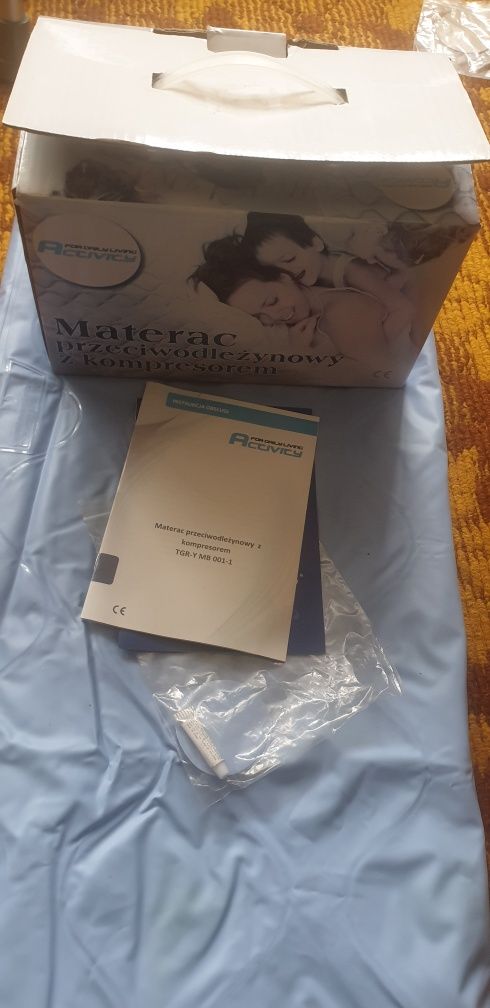 FOR DAILY LIVING
ACTIVITY
Materac
przeciwodleżynowy
z kompresorem
CE
INSTRUKCJA OBSŁUGI
FOR DAILY LIVING
ACTIVITY
Materac przeciwodleżynowy z
kompresorem
TGR-Y MB 001-1
CE